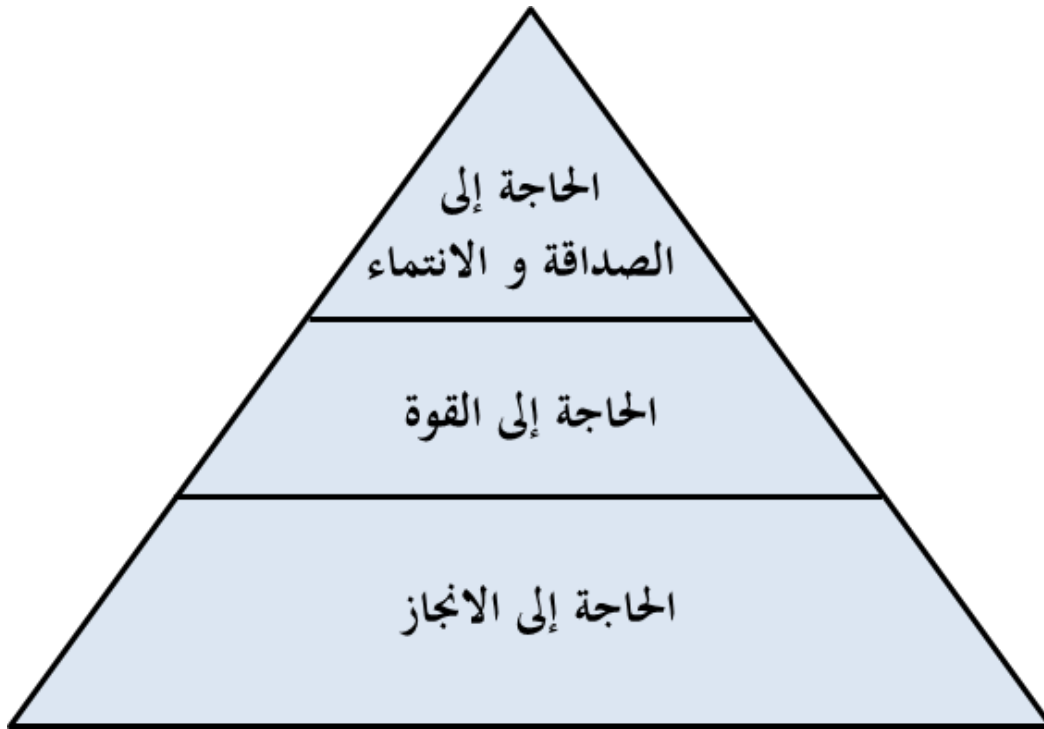 الحاجة إلى
الصداقة و الانتماء
الحاجة إلى القوة
الحاجة إلى الانجاز